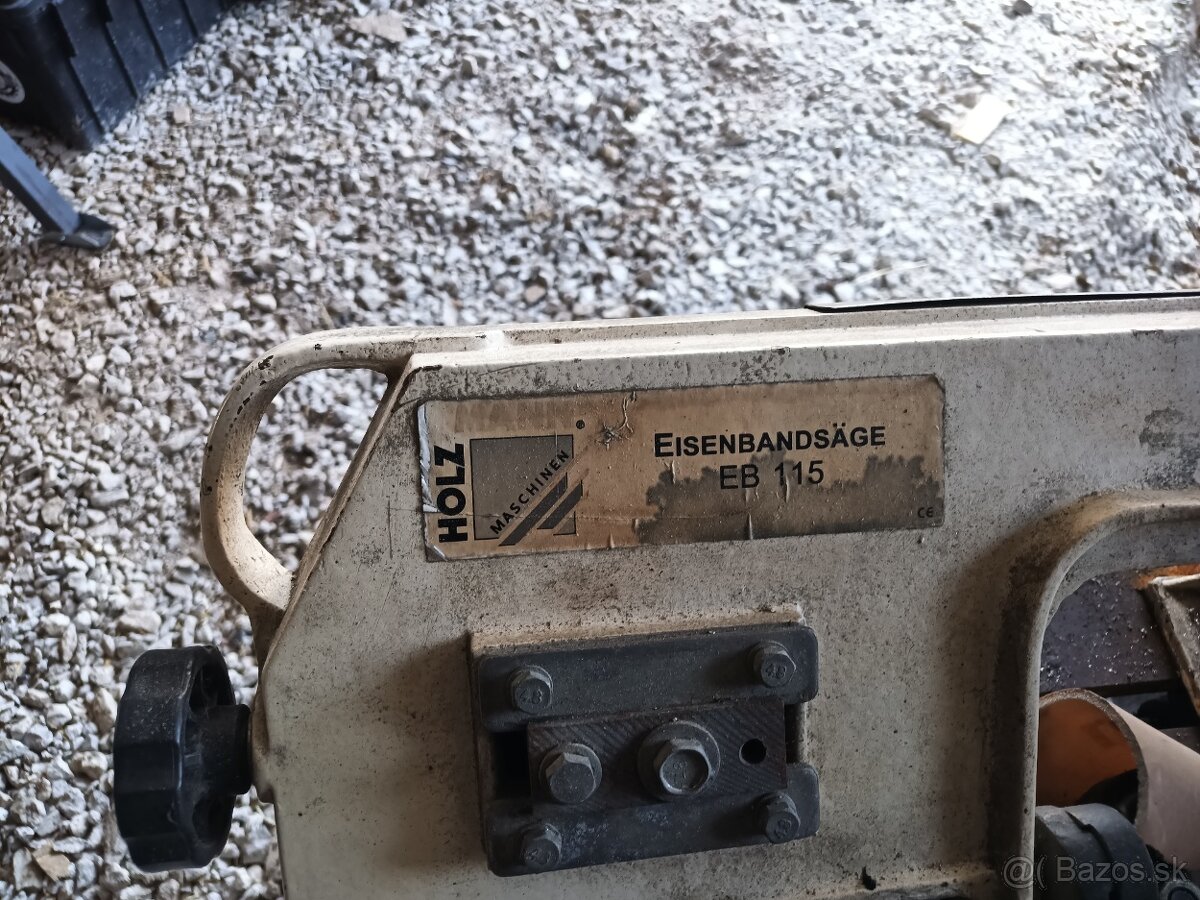 HOLZ
MASCHINEN
®
EISENBANDSÄGE
EB 115
CE
@( Bazos.sk